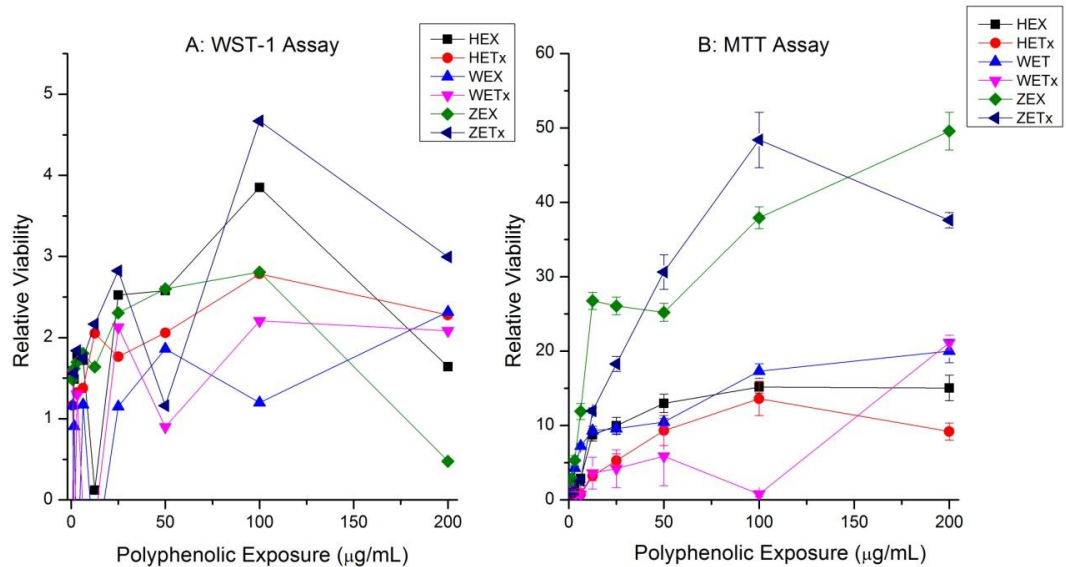 A: WST-1 Assay
HEX
HETx
WEX
WETx
ZEX
ZETx
Relative Viability
5
4
3
2
1
0
0
50
100
150
200
Polyphenolic Exposure (μg/mL)
B: MTT Assay
HEX
HETx
WET
WETx
ZEX
ZETx
Relative Viability
60
50
40
30
20
10
0
0
50
100
150
200
Polyphenolic Exposure (μg/mL)